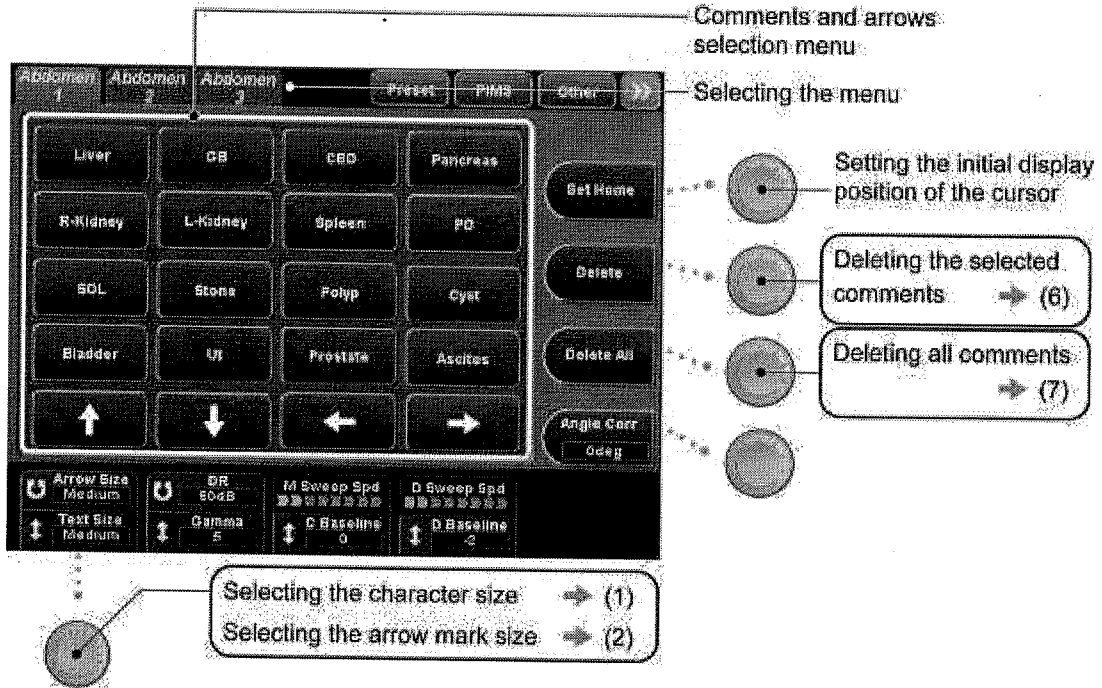 Comments and arrows
selection menu
Abdomen 1 Abdomen 2 Abdomen 3 Preset PIMS Other >>
Selecting the menu
Liver GB CBD Pancreas
Set Home
Setting the initial display
position of the cursor
R-Kidney L-Kidney Spleen PD
Delete
Deleting the selected
comments → (6)
SOL Stone Polyp Cyst
Bladder UT Prostate Ascites
Delete All
Deleting all comments
→ (7)
↑ ↓ ← →
Angle Corr
0deg
Arrow Size DR M Sweep Spd D Sweep Spd
Medium 60dB
Text Size Gamma C Baseline D Baseline
Medium 5 0 -2
Selecting the character size → (1)
Selecting the arrow mark size → (2)